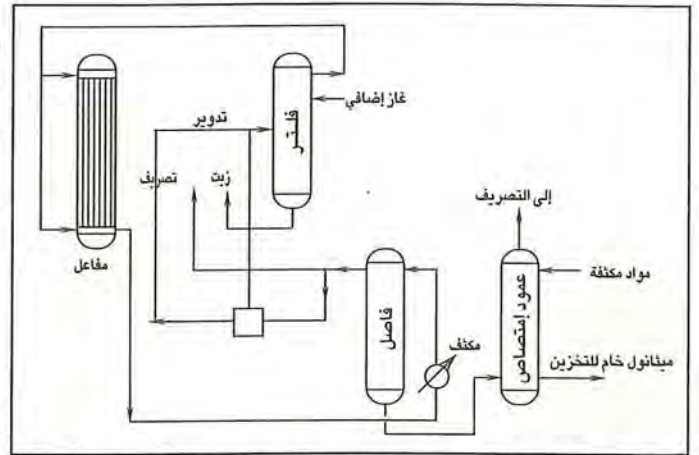 غاز إضافي
فلتر
تدوير
تصريف
زيت
مفاعل
إلى التصريف
مواد مكثفة
عمود إمتصاص
فاصل
مكثف
ميثانول خام للتخزين